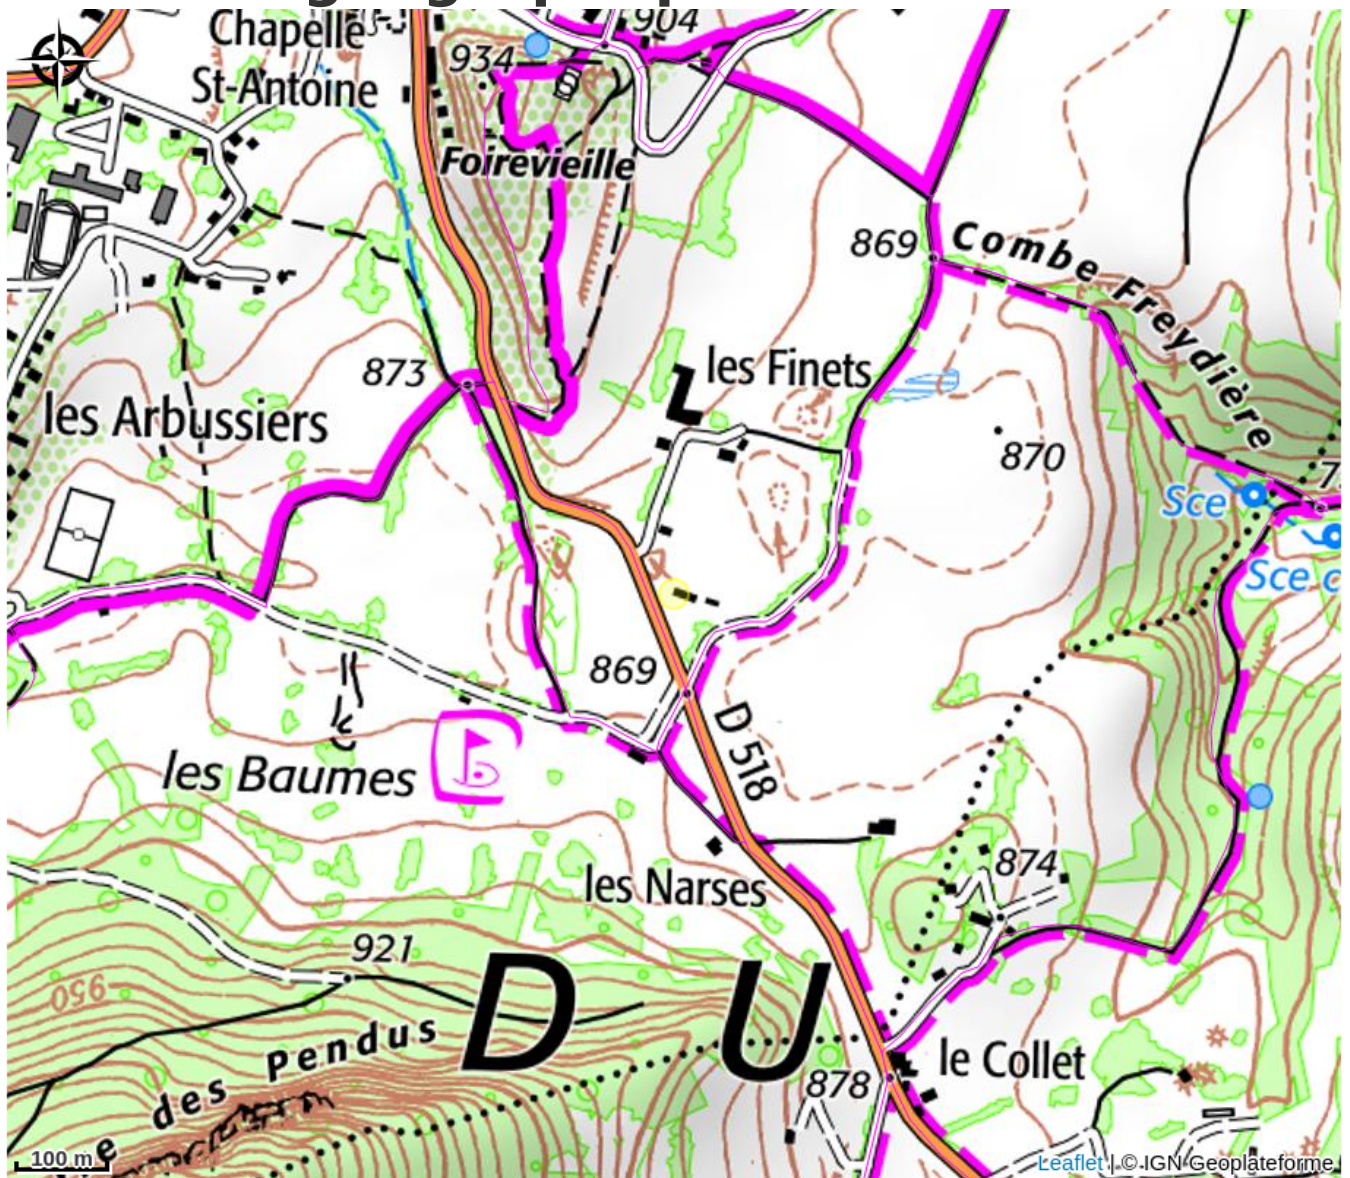 Chapelle
St-Antoine
904
934
Foirevieille
869
Combe Freydière
873
les Finets
les Arbussiers
870
Sce
Sce c
869
D 518
les Baumes
les Narses
874
921
950
D U
des Pendus
le Collet
878
100 m
Leaflet | © IGN-Geoplateforme